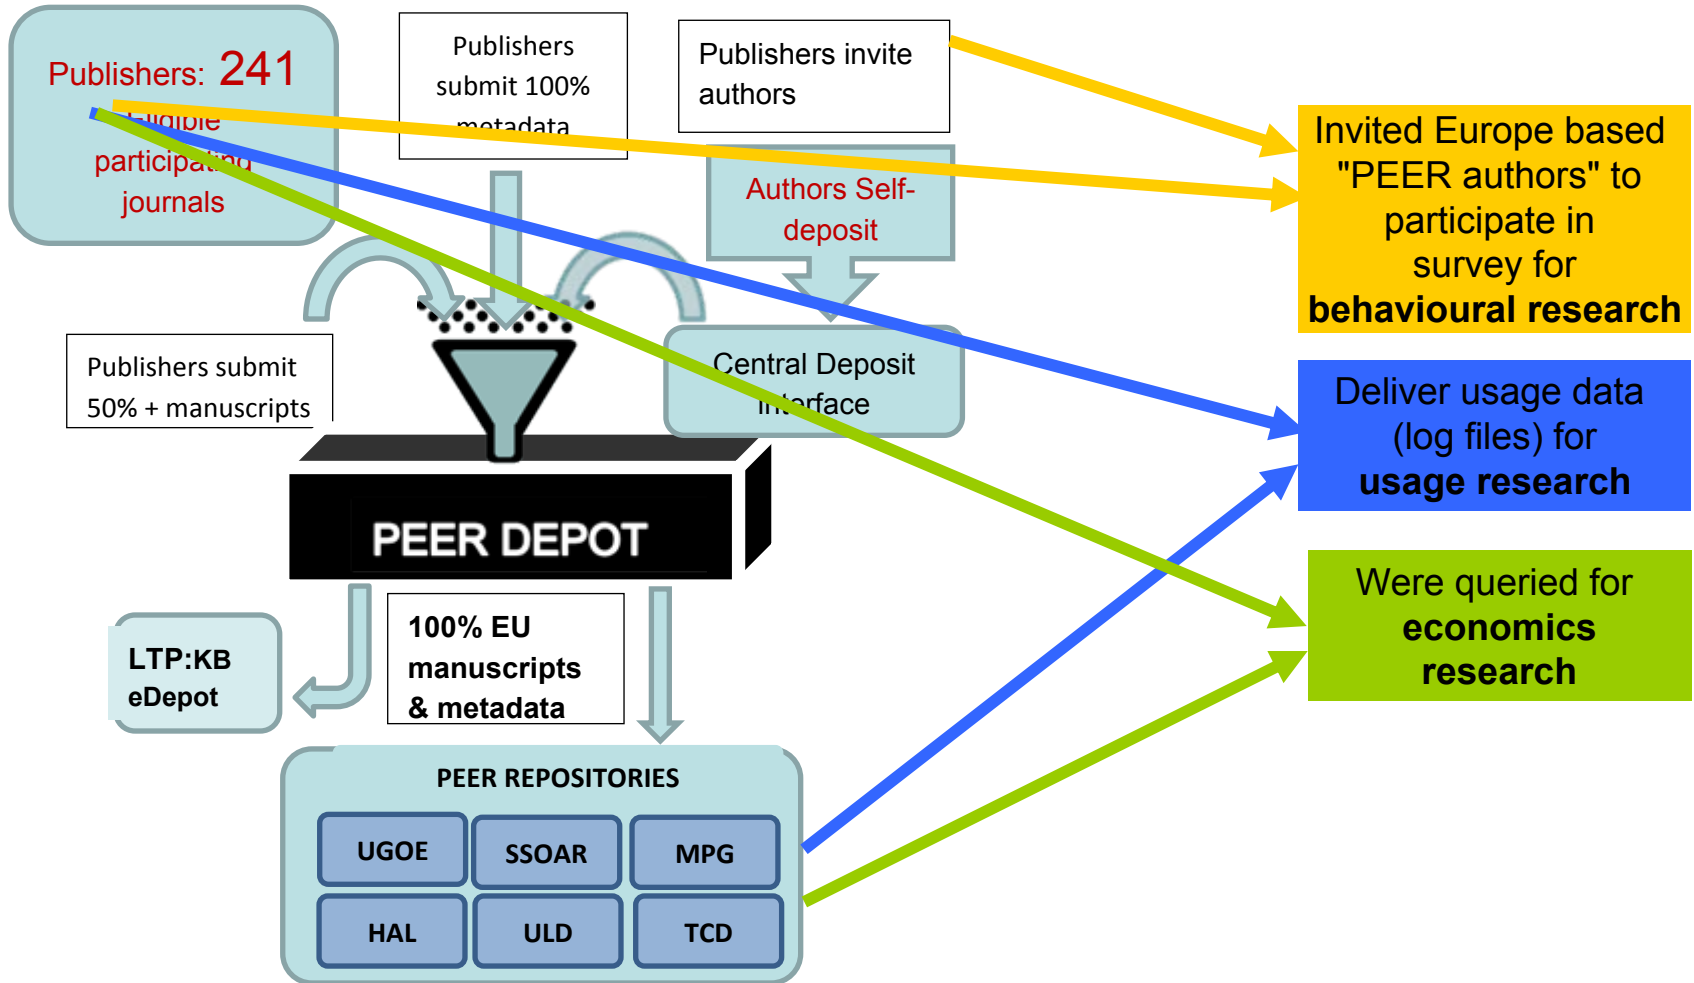 Publishers: 241
Eligible
participating
journals
Publishers
submit 100%
metadata
Publishers invite
authors
Authors Self-
deposit
Invited Europe based
"PEER authors" to
participate in
survey for
behavioural research
Publishers submit
50% + manuscripts
Central Deposit
interface
Deliver usage data
(log files) for
usage research
PEER DEPOT
Were queried for
economics
research
LTP:KB
eDepot
100% EU
manuscripts
& metadata
PEER REPOSITORIES
UGOE
SSOAR
MPG
HAL
ULD
TCD